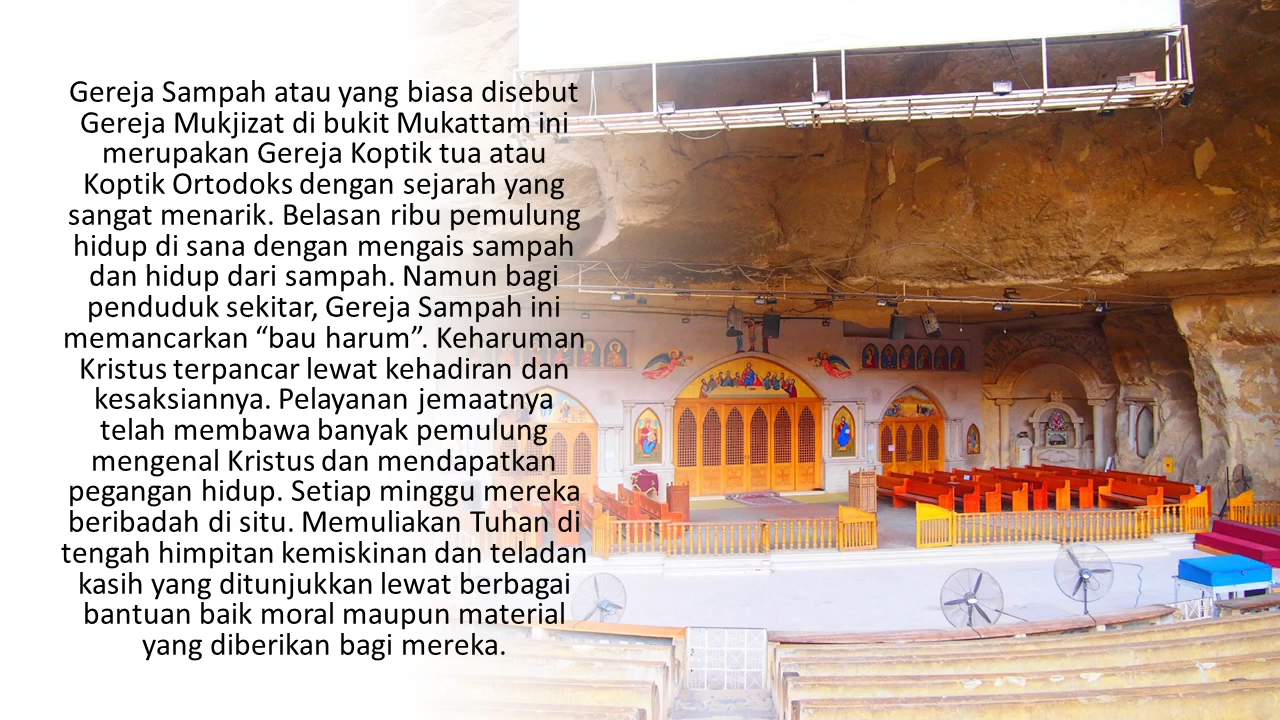 Gereja Sampah atau yang biasa disebut
Gereja Mukjizat di bukit Mukattam ini
merupakan Gereja Koptik tua atau
Koptik Ortodoks dengan sejarah yang
sangat menarik. Belasan ribu pemulung
hidup di sana dengan mengais sampah
dan hidup dari sampah. Namun bagi
penduduk sekitar, Gereja Sampah ini
memancarkan “bau harum”. Keharuman
Kristus terpancar lewat kehadiran dan
kesaksiannya. Pelayanan jemaatnya
telah membawa banyak pemulung
mengenal Kristus dan mendapatkan
pegangan hidup. Setiap minggu mereka
beribadah di situ. Memuliakan Tuhan di
tengah himpitan kemiskinan dan teladan
kasih yang ditunjukkan lewat berbagai
bantuan baik moral maupun material
yang diberikan bagi mereka.